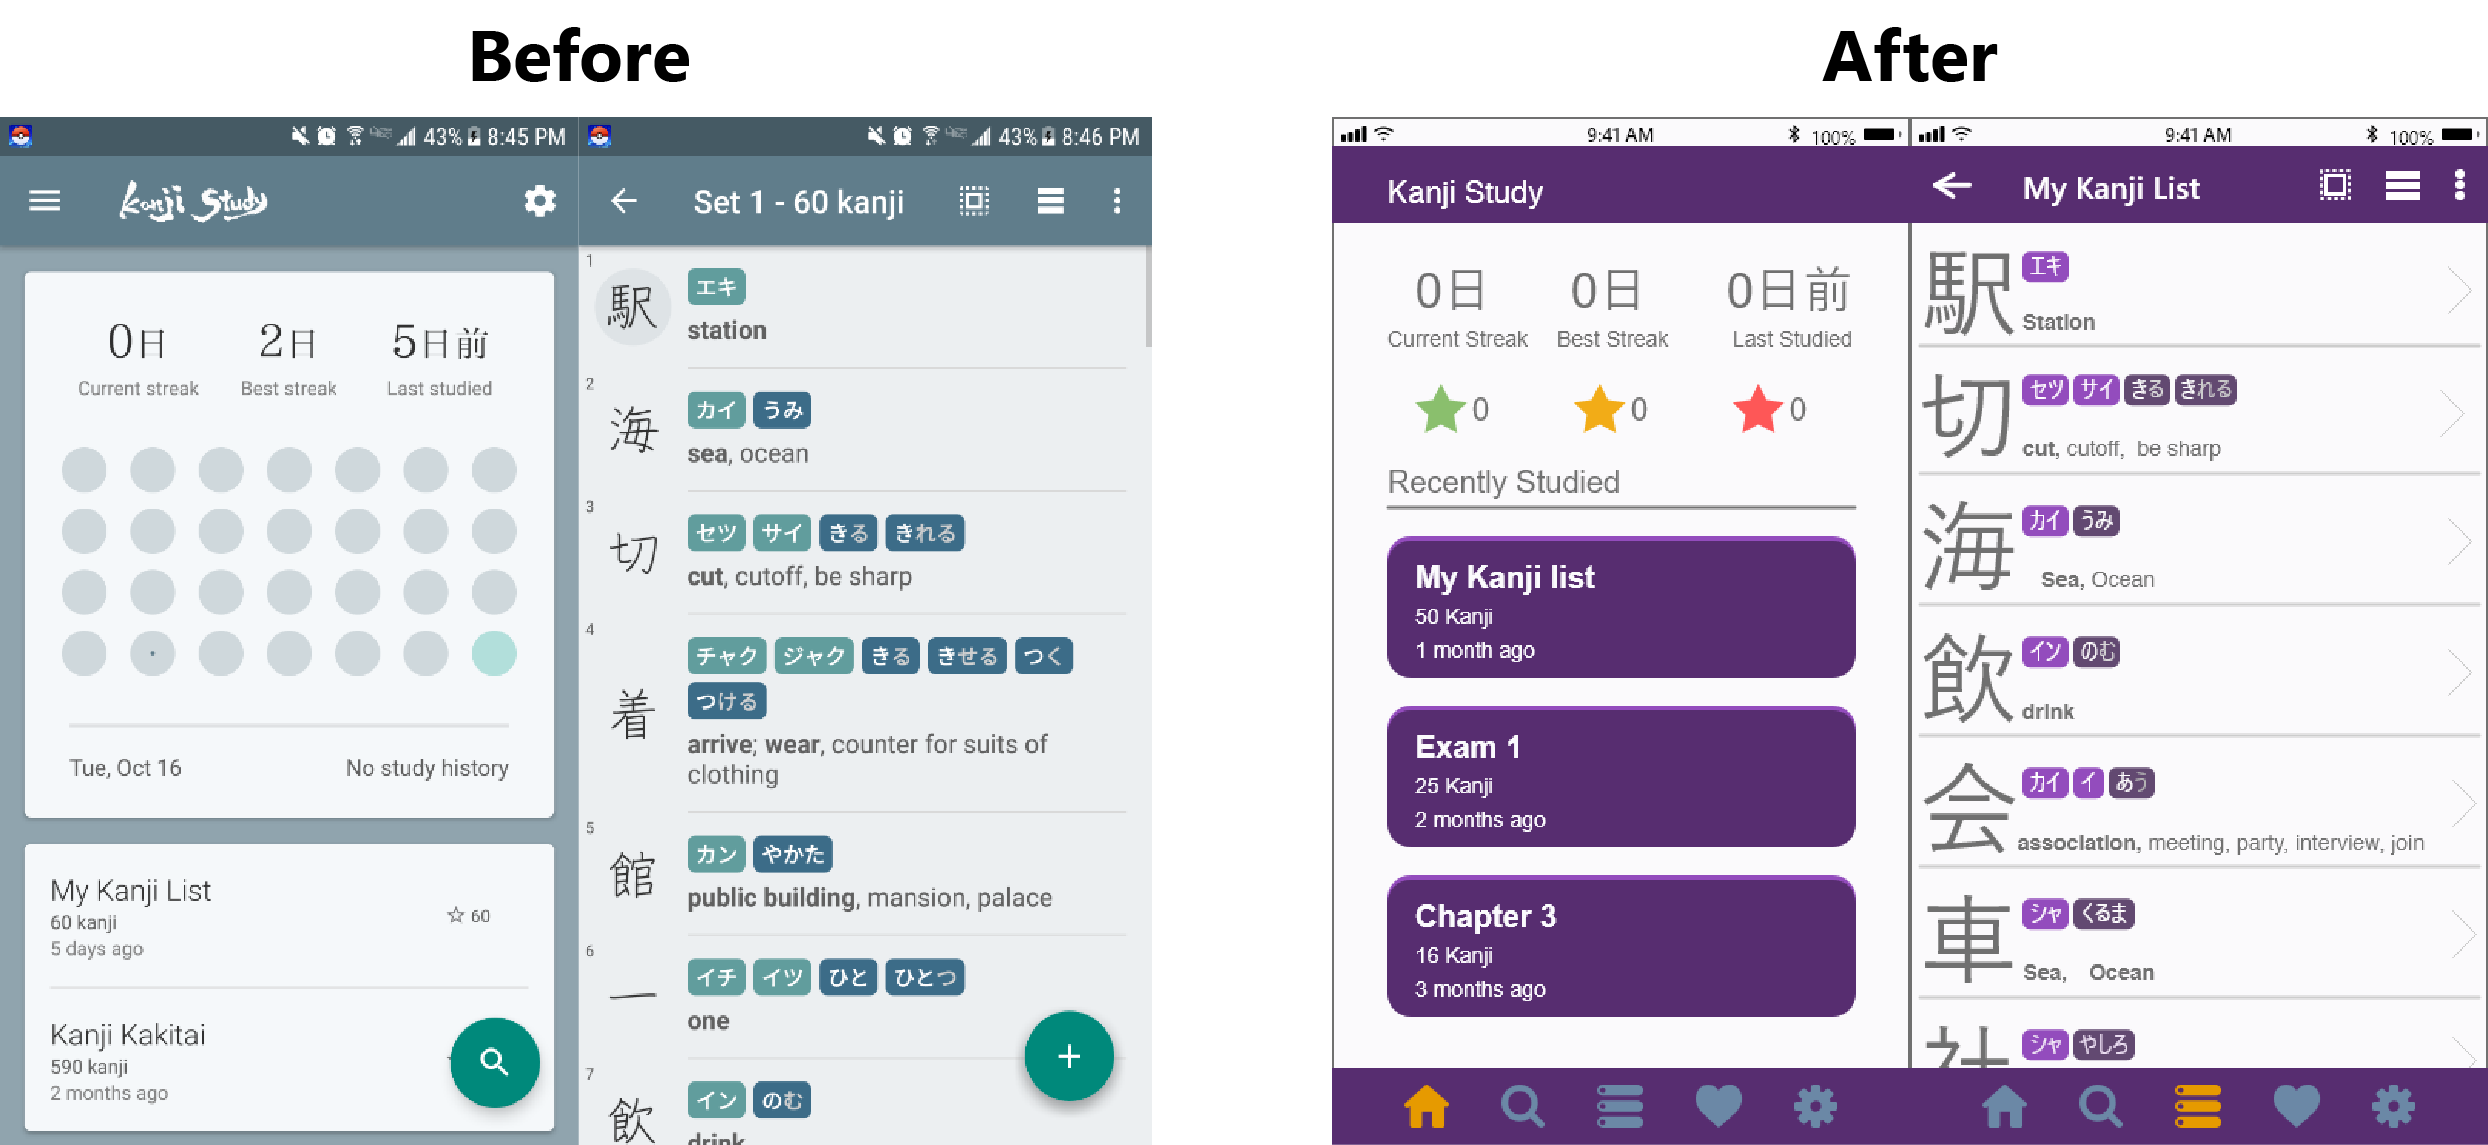 Before
After
43% 8:45 PM
Kanji Study
0日 2日 5日前
Current streak Best streak Last studied
Tue, Oct 16 No study history
My Kanji List
60 kanji
5 days ago
60
Kanji Kakitai
590 kanji
2 months ago
43% 8:46 PM
Set 1 - 60 kanji
1
駅
エキ
station
2
海
カイ うみ
sea, ocean
3
切
セツ サイ きる きれる
cut, cutoff, be sharp
4
着
チャク ジャク きる きせる つく
つける
arrive; wear, counter for suits of
clothing
5
館
カン やかた
public building, mansion, palace
6
一
イチ イツ ひと ひとつ
one
+
7
飲
イン のむ
drink
9:41 AM 100%
Kanji Study
0日 0日 0日前
Current Streak Best Streak Last Studied
0 0 0
Recently Studied
My Kanji list
50 Kanji
1 month ago
Exam 1
25 Kanji
2 months ago
Chapter 3
16 Kanji
3 months ago
9:41 AM 100%
My Kanji List
駅
エキ
Station
切
セツ サイ きる きれる
cut, cutoff, be sharp
海
カイ うみ
Sea, Ocean
飲
イン のむ
drink
会
カイ イ あう
association, meeting, party, interview, join
車
シャ くるま
Sea, Ocean
社
シャ やしろ